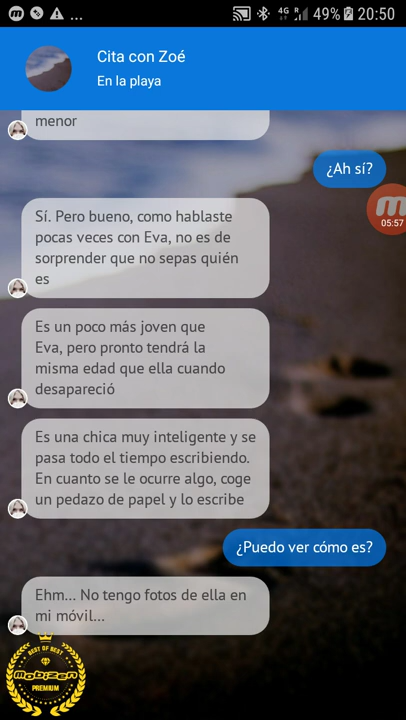 ... 4G R 49% 20:50
Cita con Zoé
En la playa
menor
¿Ah sí?
05:57
Sí. Pero bueno, como hablaste
pocas veces con Eva, no es de
sorprender que no sepas quién
es
Es un poco más joven que
Eva, pero pronto tendrá la
misma edad que ella cuando
desapareció
Es una chica muy inteligente y se
pasa todo el tiempo escribiendo.
En cuanto se le ocurre algo, coge
un pedazo de papel y lo escribe
¿Puedo ver cómo es?
Ehm... No tengo fotos de ella en
mi móvil...
BEST OF BEST
mobizen
PREMIUM